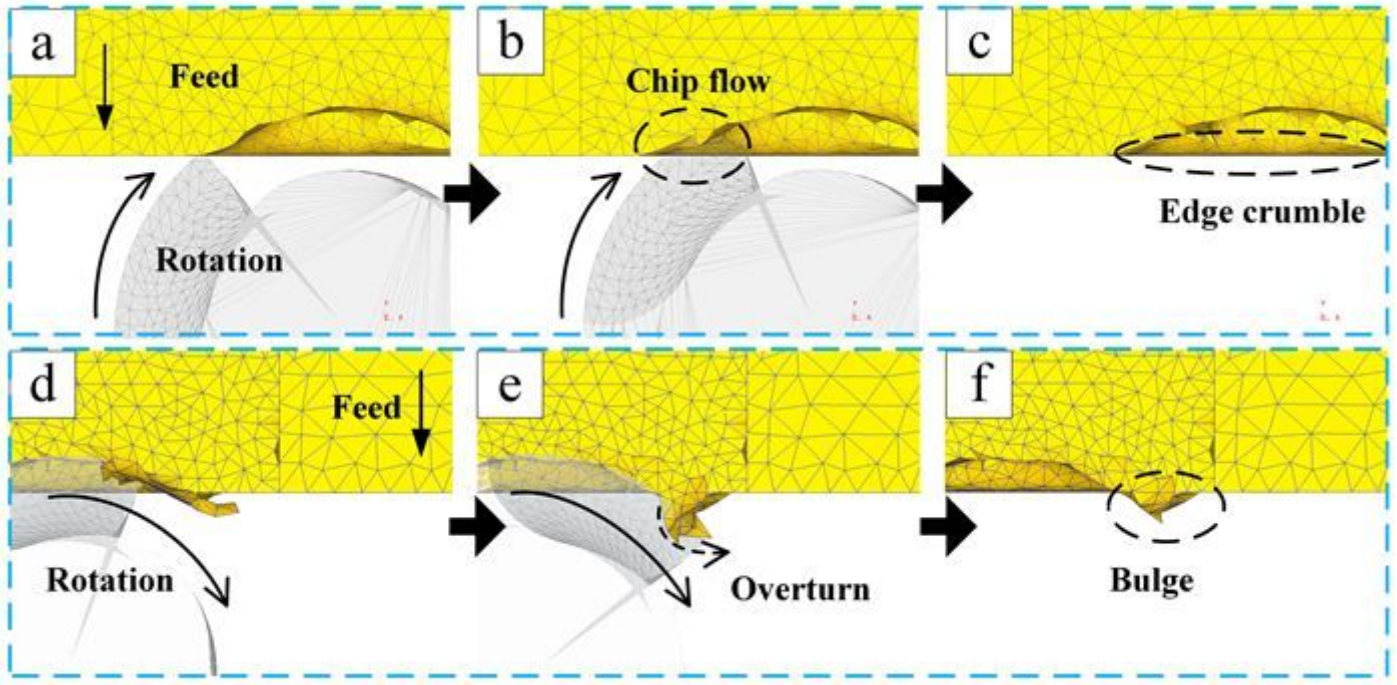 a
Feed
Rotation
b
Chip flow
c
Edge crumble
d
Feed
Rotation
e
Overturn
f
Bulge